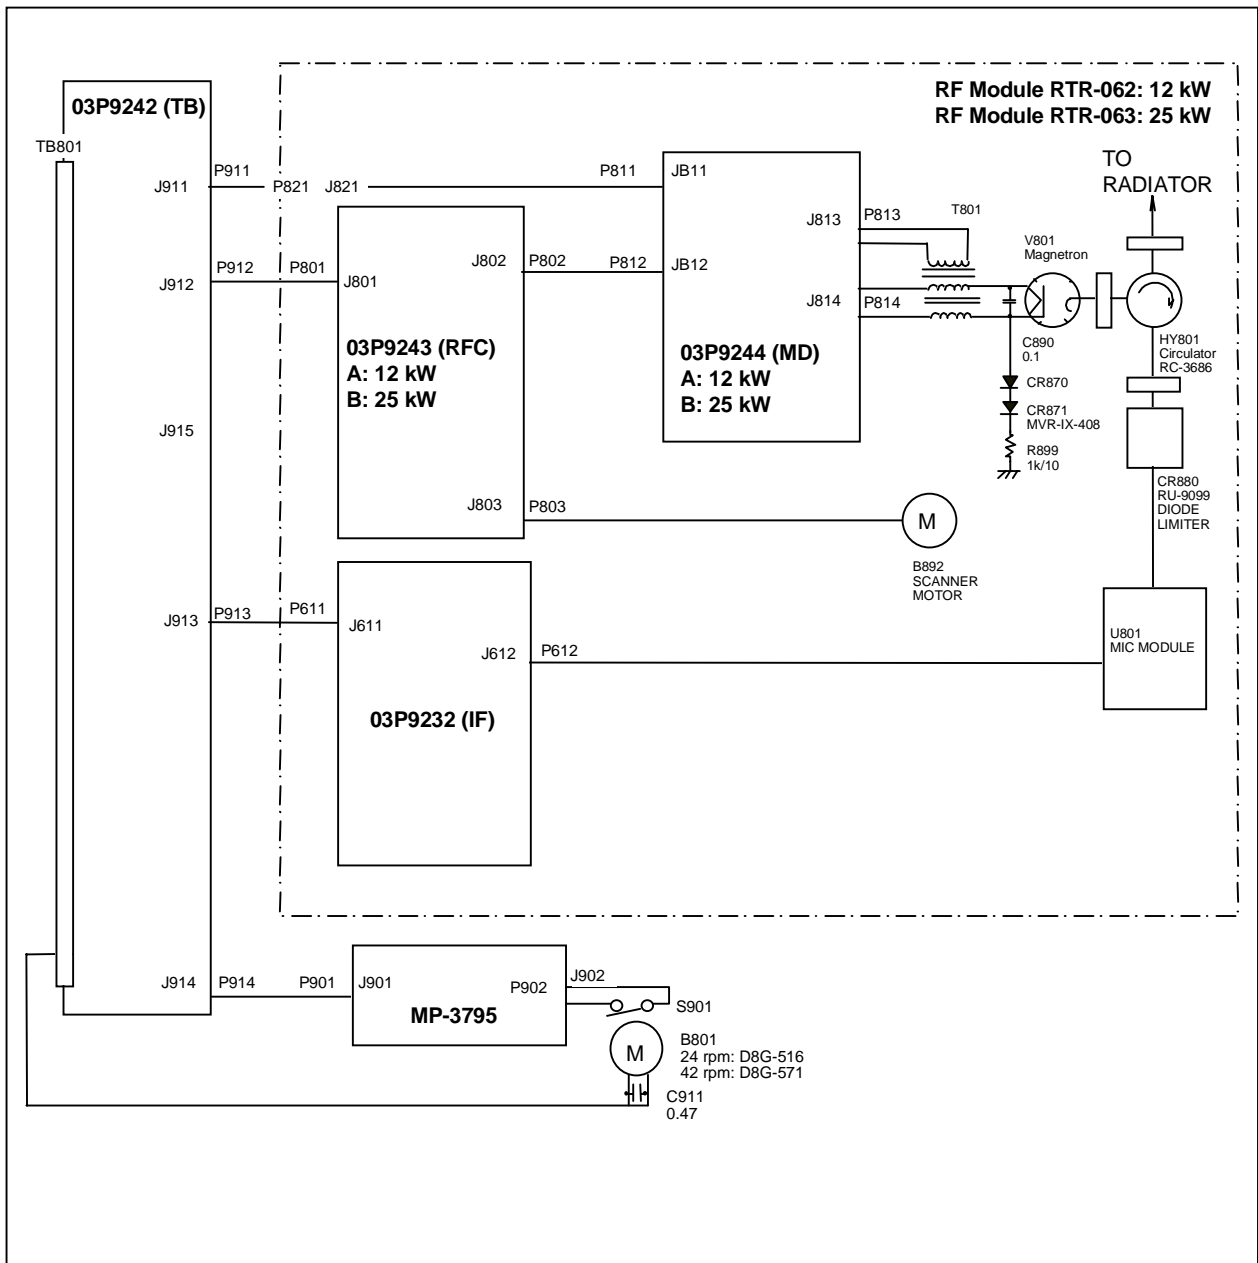 RF Module RTR-062: 12 kW
RF Module RTR-063: 25 kW
03P9242 (TB)
TB801
TO
RADIATOR
J911
P911
P821
J821
P811
JB11
J813
P813
T801
V801
Magnetron
J912
P912
P801
J801
J802
P802
P812
JB12
J814
P814
03P9243 (RFC)
A: 12 kW
B: 25 kW
03P9244 (MD)
A: 12 kW
B: 25 kW
C890
0.1
HY801
Circulator
RC-3686
CR870
CR871
MVR-IX-408
R899
1k/10
J915
CR880
RU-9099
DIODE
LIMITER
J803
P803
M
B892
SCANNER
MOTOR
J913
P913
P611
J611
J612
P612
U801
MIC MODULE
03P9232 (IF)
J914
P914
P901
J901
P902
J902
S901
MP-3795
M
B801
24 rpm: D8G-516
42 rpm: D8G-571
C911
0.47